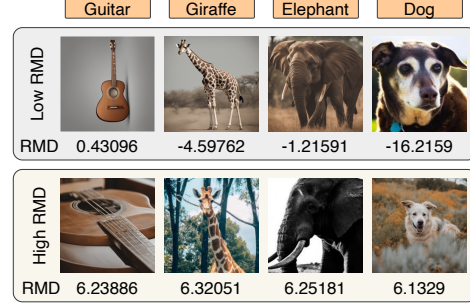 Guitar Giraffe Elephant Dog
Low RMD
RMD 0.43096 -4.59762 -1.21591 -16.2159
High RMD
RMD 6.23886 6.32051 6.25181 6.1329